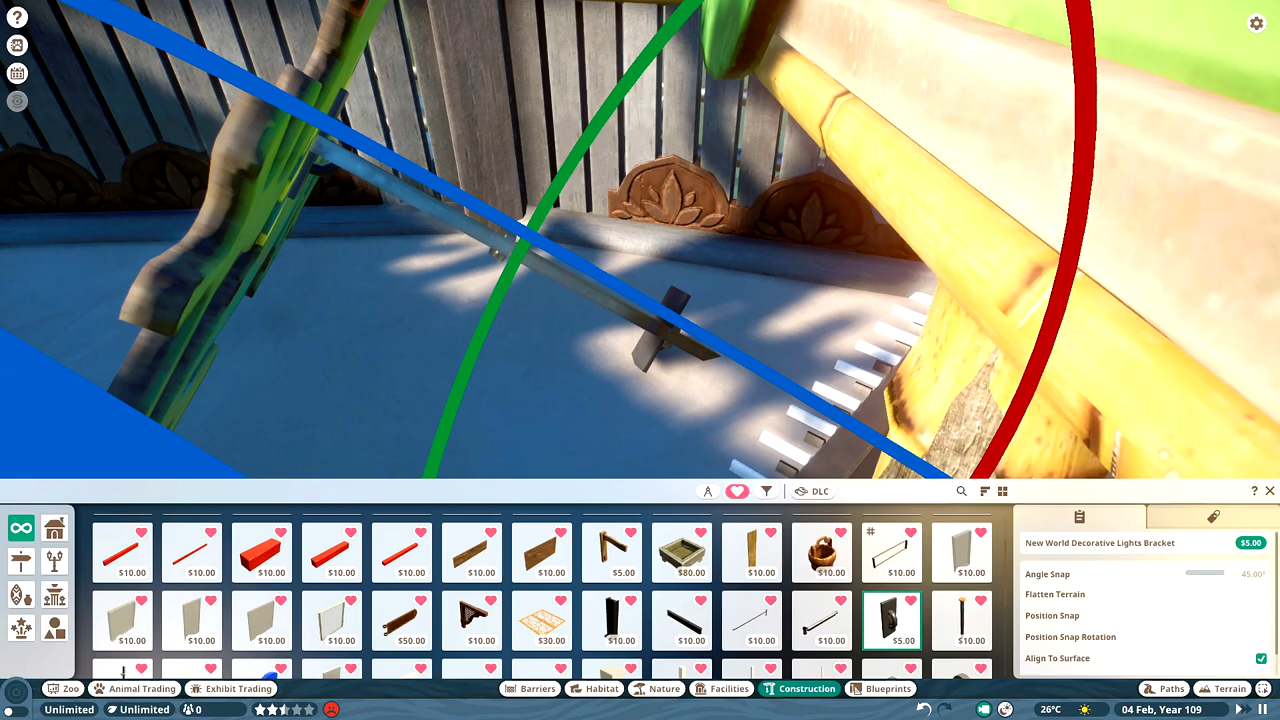 ?
DLC
?
$10.00 $10.00 $10.00 $10.00 $10.00 $10.00 $10.00 $5.00 $80.00 $10.00 $10.00 $10.00 $10.00
$10.00 $10.00 $10.00 $10.00 $50.00 $10.00 $30.00 $10.00 $10.00 $10.00 $10.00 $5.00 $10.00
New World Decorative Lights Bracket $5.00
Angle Snap 45.00°
Flatten Terrain
Position Snap
Position Snap Rotation
Align To Surface
Zoo Animal Trading Exhibit Trading Barriers Habitat Nature Facilities Construction Blueprints Paths Terrain
Unlimited Unlimited 0 26°C 04 Feb, Year 109